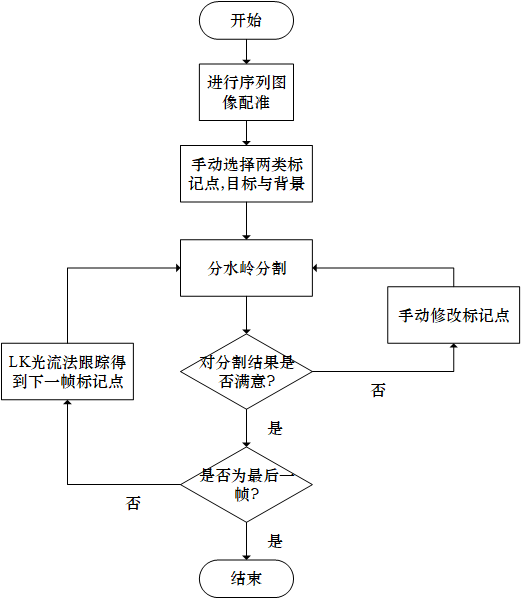 开始
进行序列图
像配准
手动选择两类标
记点,目标与背景
分水岭分割
手动修改标记点
LK光流法跟踪得
到下一帧标记点
对分割结果是
否满意?
否
是
是否为最后一
帧?
否
是
结束